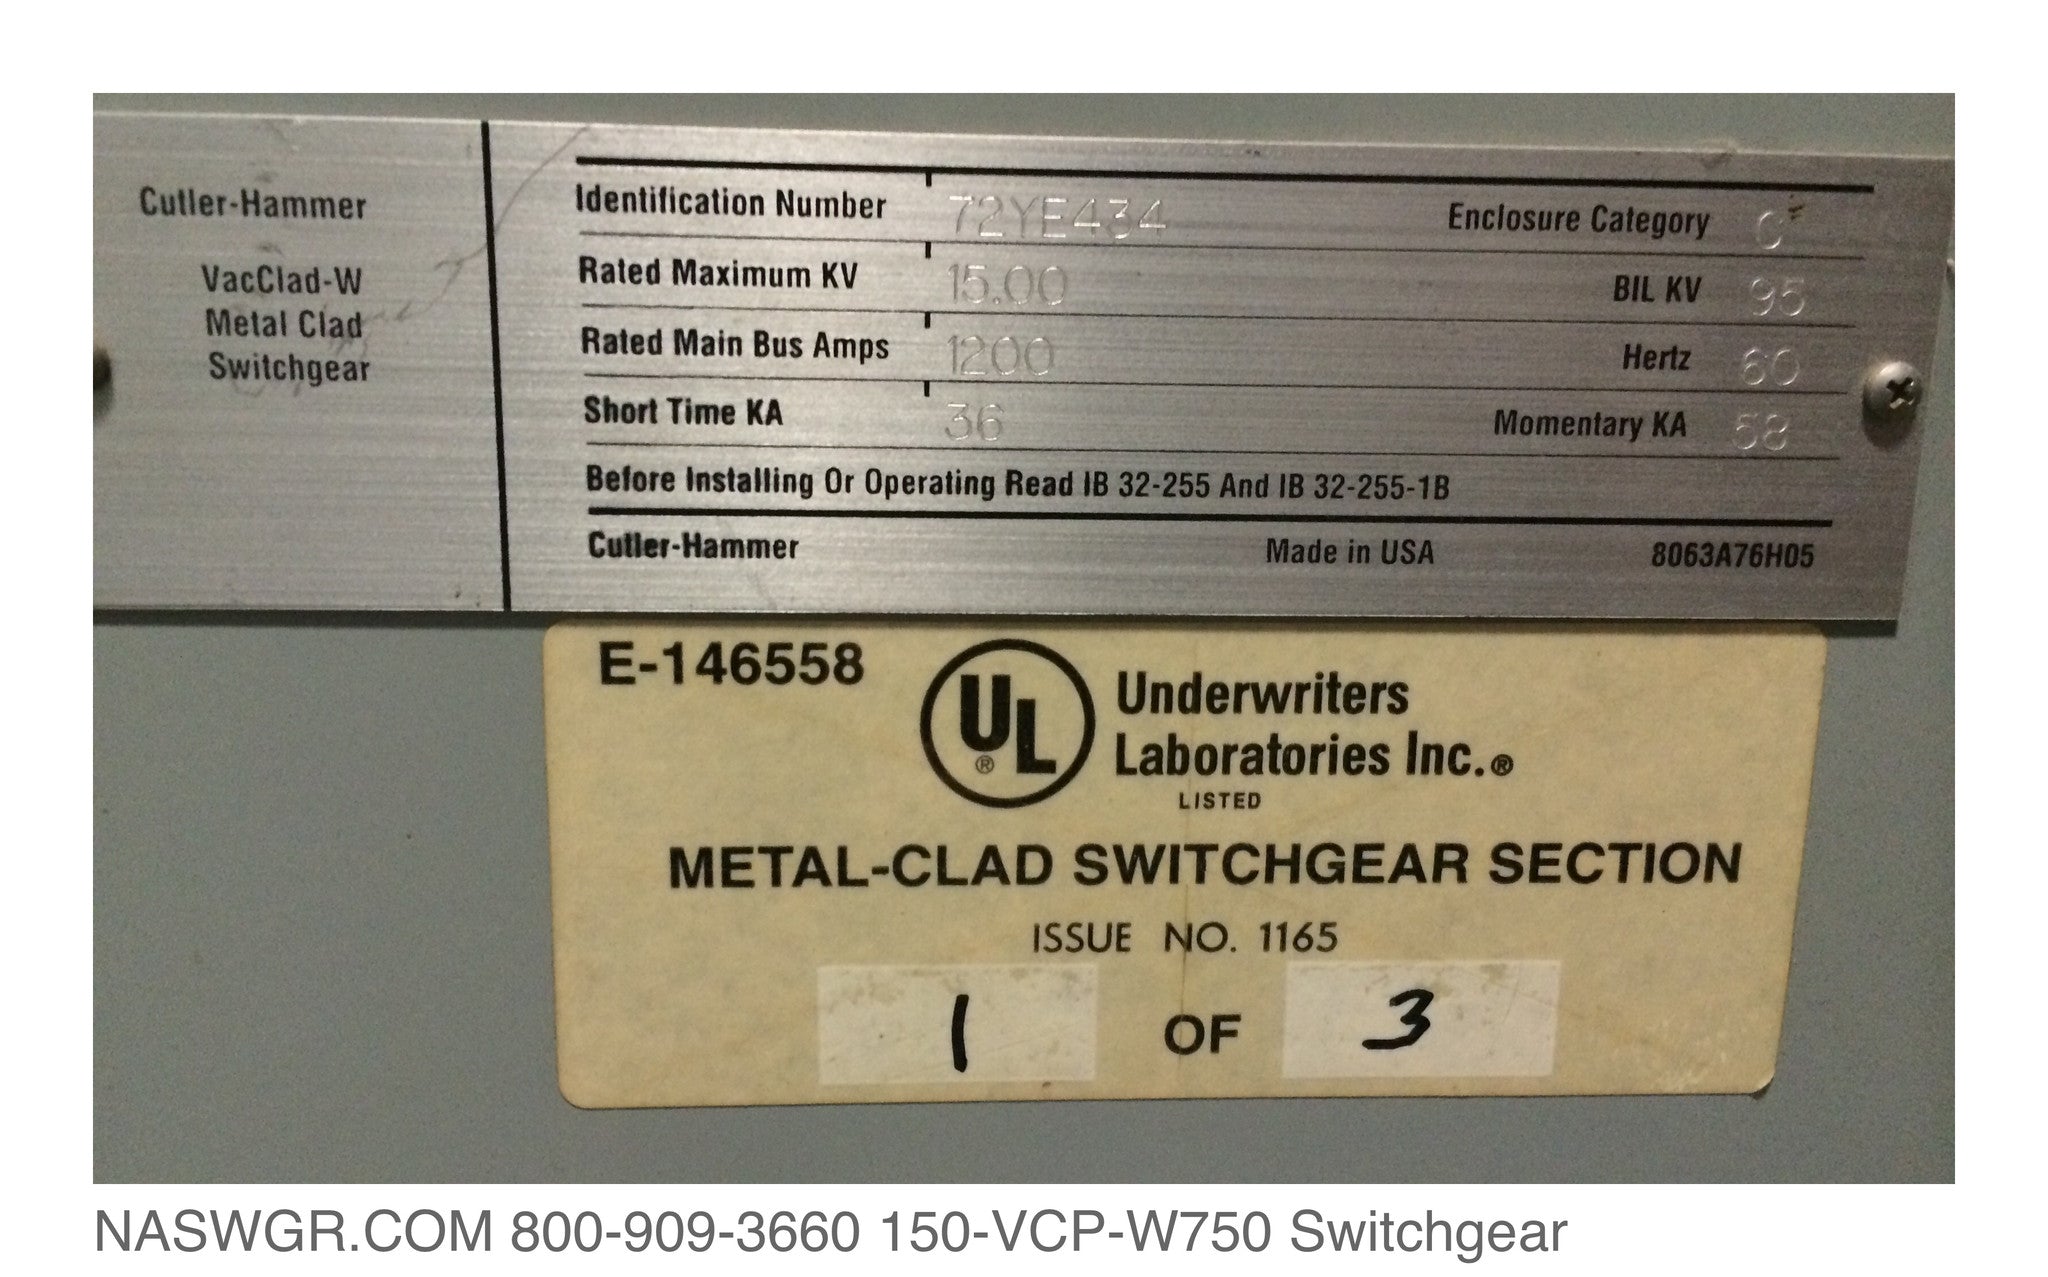 Cutler-Hammer
VacClad-W
Metal Clad
Switchgear
Identification Number 72YE434 Enclosure Category C
Rated Maximum KV 15.00 BIL KV 95
Rated Main Bus Amps 1200 Hertz 60
Short Time KA 36 Momentary KA 58
Before Installing Or Operating Read IB 32-255 And IB 32-255-1B
Cutler-Hammer Made in USA 8063A76H05
E-146558
UL ®
Underwriters
Laboratories Inc.®
LISTED
METAL-CLAD SWITCHGEAR SECTION
ISSUE NO. 1165
1 OF 3
NASWGR.COM 800-909-3660 150-VCP-W750 Switchgear